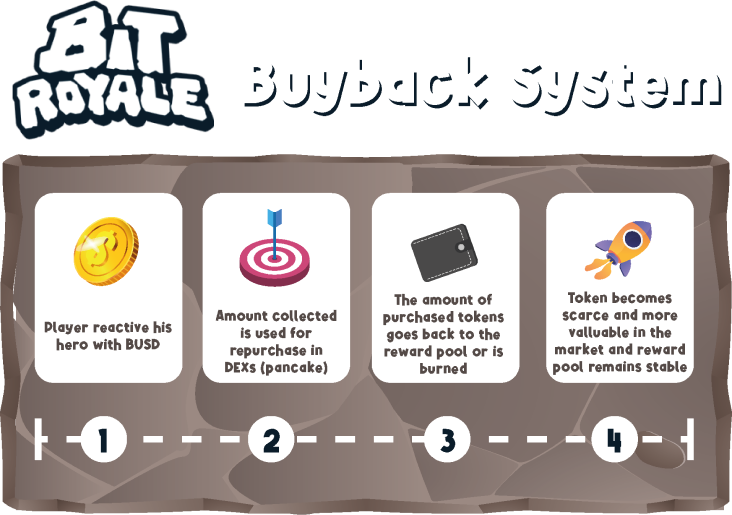 BiT
ROYALE
Buyback System
Player reactive his
hero with BUSD
Amount collected
is used for
repurchase in
DEXs (pancake)
The amount of
purchased tokens
goes back to the
reward pool or is
burned
Token becomes
scarce and more
valluable in the
market and reward
pool remains stable
1 2 3 4